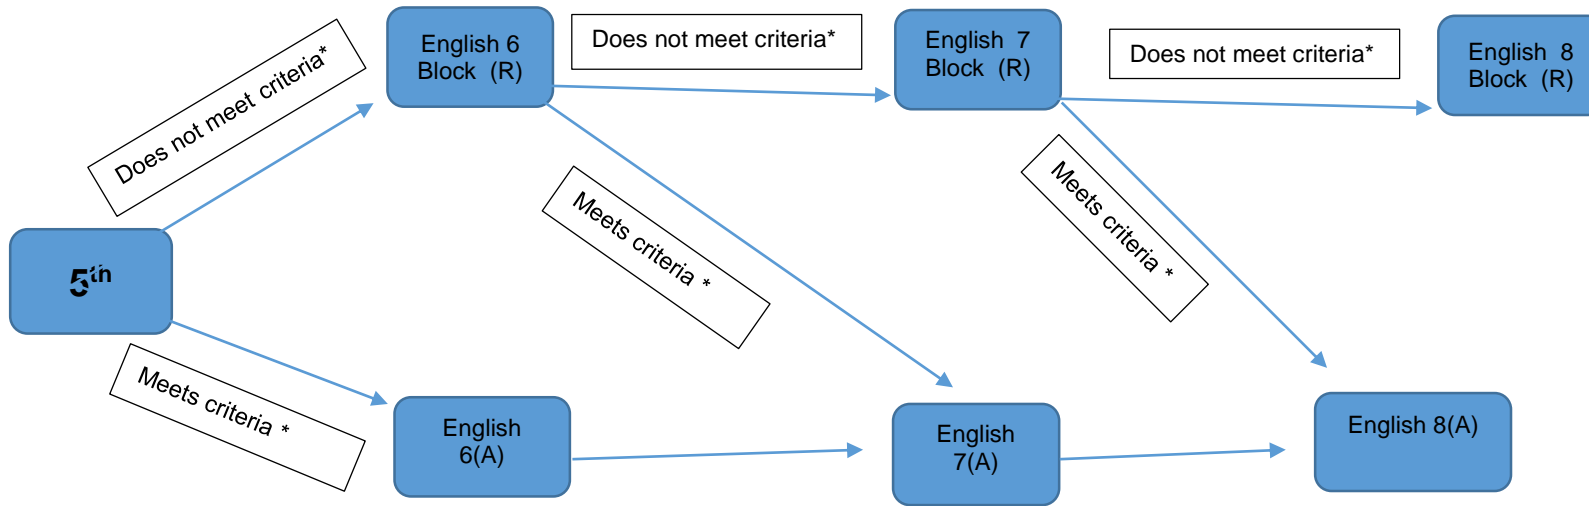 English 6
Block (R)
Does not meet criteria*
English 7
Block (R)
Does not meet criteria*
English 8
Block (R)
Does not meet criteria*
Meets criteria *
Meets criteria *
5th
Meets criteria *
English
6(A)
English
7(A)
English 8(A)